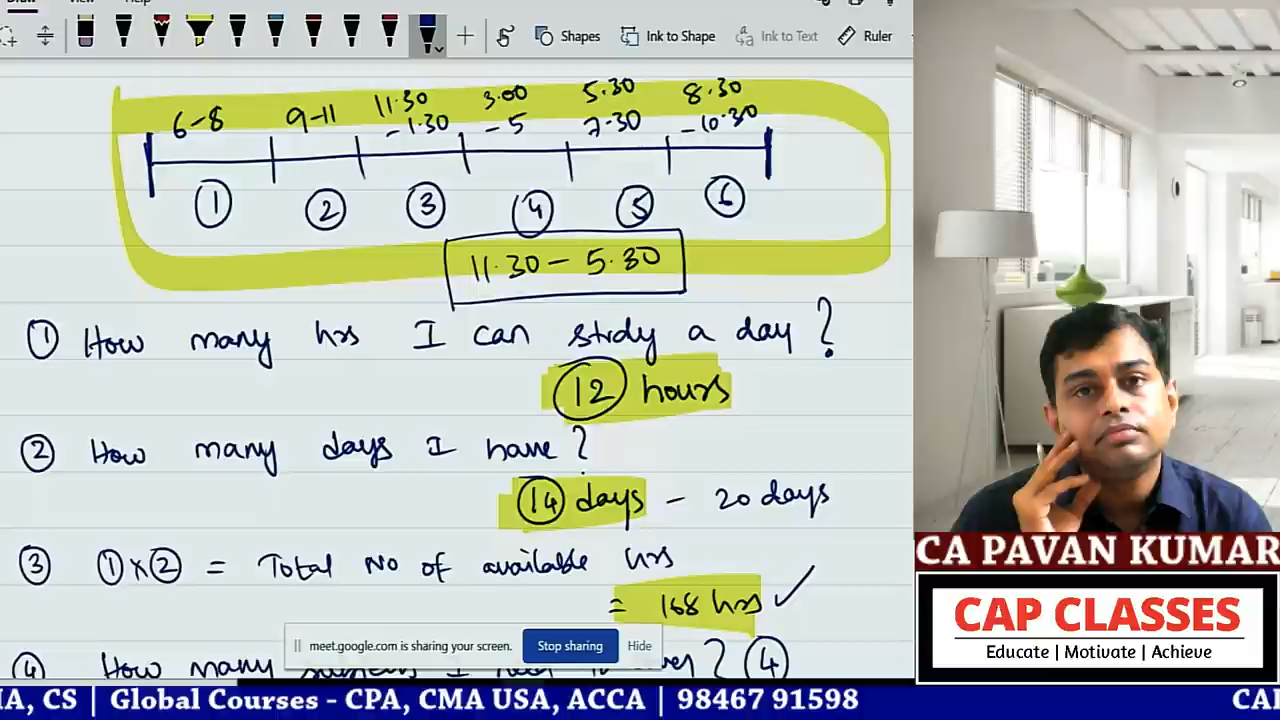 Shapes
Ink to Shape
Ink to Text
Ruler
6-8
9-11
11.30
-1.30
3.00
-5
5.30
7.30
8.30
-10.30
① ② ③ ④ ⑤ ⑥
11.30 - 5.30
① How many hrs I can study a day?
12 hours
② How many days I have?
14 days - 20 days
③ ① x ② = Total No of available hrs
= 168 hrs ✓
④ How many
? ④
meet.google.com is sharing your screen.
Stop sharing
Hide
CA PAVAN KUMAR
CAP CLASSES
Educate | Motivate | Achieve
IA, CS | Global Courses - CPA, CMA USA, ACCA | 98467 91598